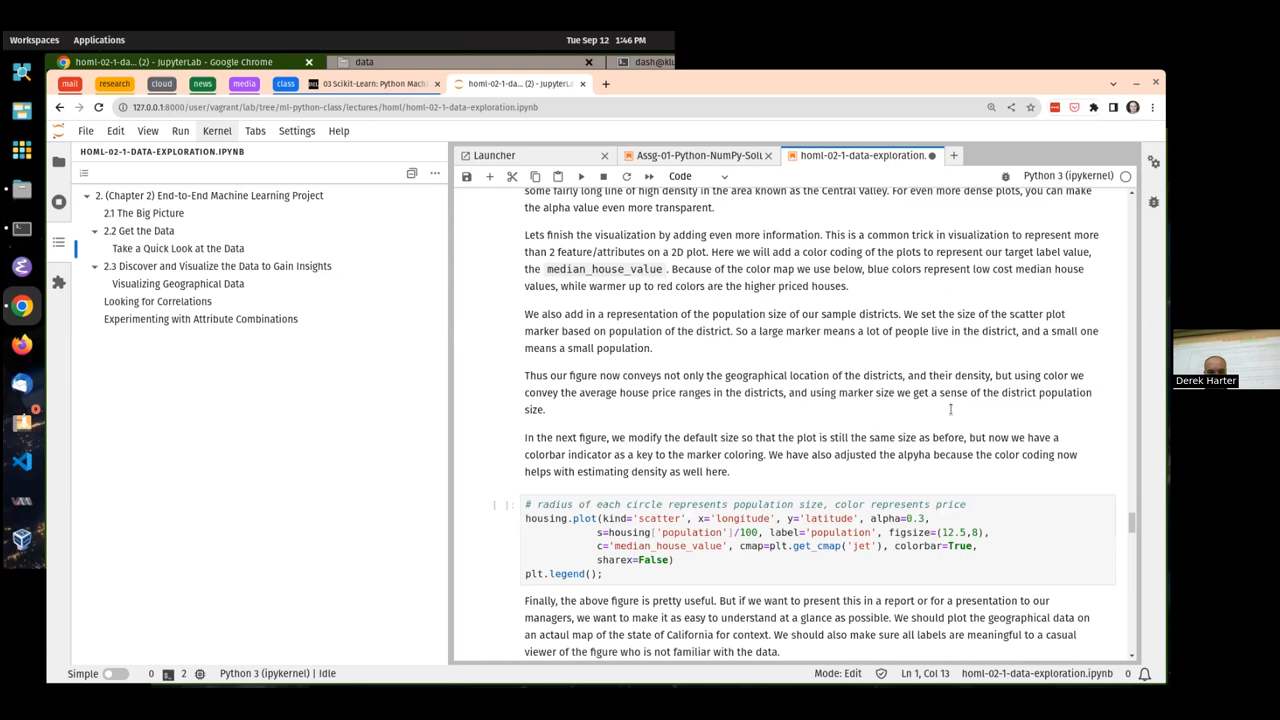 Workspaces Applications Tue Sep 12 1:46 PM
homl-02-1-da... (2) - JupyterLab - Google Chrome data dash@klu
mail research cloud news media class 03 Scikit-Learn: Python Machi homl-02-1-da... (2) - JupyterL
127.0.0.1:8000/user/vagrant/lab/tree/ml-python-class/lectures/homl/homl-02-1-data-exploration.ipynb
File Edit View Run Kernel Tabs Settings Help
HOML-02-1-DATA-EXPLORATION.IPYNB
2. (Chapter 2) End-to-End Machine Learning Project
2.1 The Big Picture
2.2 Get the Data
Take a Quick Look at the Data
2.3 Discover and Visualize the Data to Gain Insights
Visualizing Geographical Data
Looking for Correlations
Experimenting with Attribute Combinations
Launcher Assg-01-Python-NumPy-Solu homl-02-1-data-exploration.
Code Python 3 (ipykernel)
some fairly long line of high density in the area known as the Central Valley. For even more dense plots, you can make
the alpha value even more transparent.
Lets finish the visualization by adding even more information. This is a common trick in visualization to represent more
than 2 feature/attributes on a 2D plot. Here we will add a color coding of the plots to represent our target label value,
the median_house_value. Because of the color map we use below, blue colors represent low cost median house
values, while warmer up to red colors are the higher priced houses.
We also add in a representation of the population size of our sample districts. We set the size of the scatter plot
marker based on population of the district. So a large marker means a lot of people live in the district, and a small one
means a small population.
Thus our figure now conveys not only the geographical location of the districts, and their density, but using color we
convey the average house price ranges in the districts, and using marker size we get a sense of the district population
size.
In the next figure, we modify the default size so that the plot is still the same size as before, but now we have a
colorbar indicator as a key to the marker coloring. We have also adjusted the alpyha because the color coding now
helps with estimating density as well here.
[ ]: # radius of each circle represents population size, color represents price
housing.plot(kind='scatter', x='longitude', y='latitude', alpha=0.3,
s=housing['population']/100, label='population', figsize=(12.5,8),
c='median_house_value', cmap=plt.get_cmap('jet'), colorbar=True,
sharex=False)
plt.legend();
Finally, the above figure is pretty useful. But if we want to present this in a report or for a presentation to our
managers, we want to make it as easy to understand at a glance as possible. We should plot the geographical data on
an actaul map of the state of California for context. We should also make sure all labels are meaningful to a casual
viewer of the figure who is not familiar with the data.
Simple 0 2 Python 3 (ipykernel) | Idle Mode: Edit Ln 1, Col 13 homl-02-1-data-exploration.ipynb 0
Derek Harter